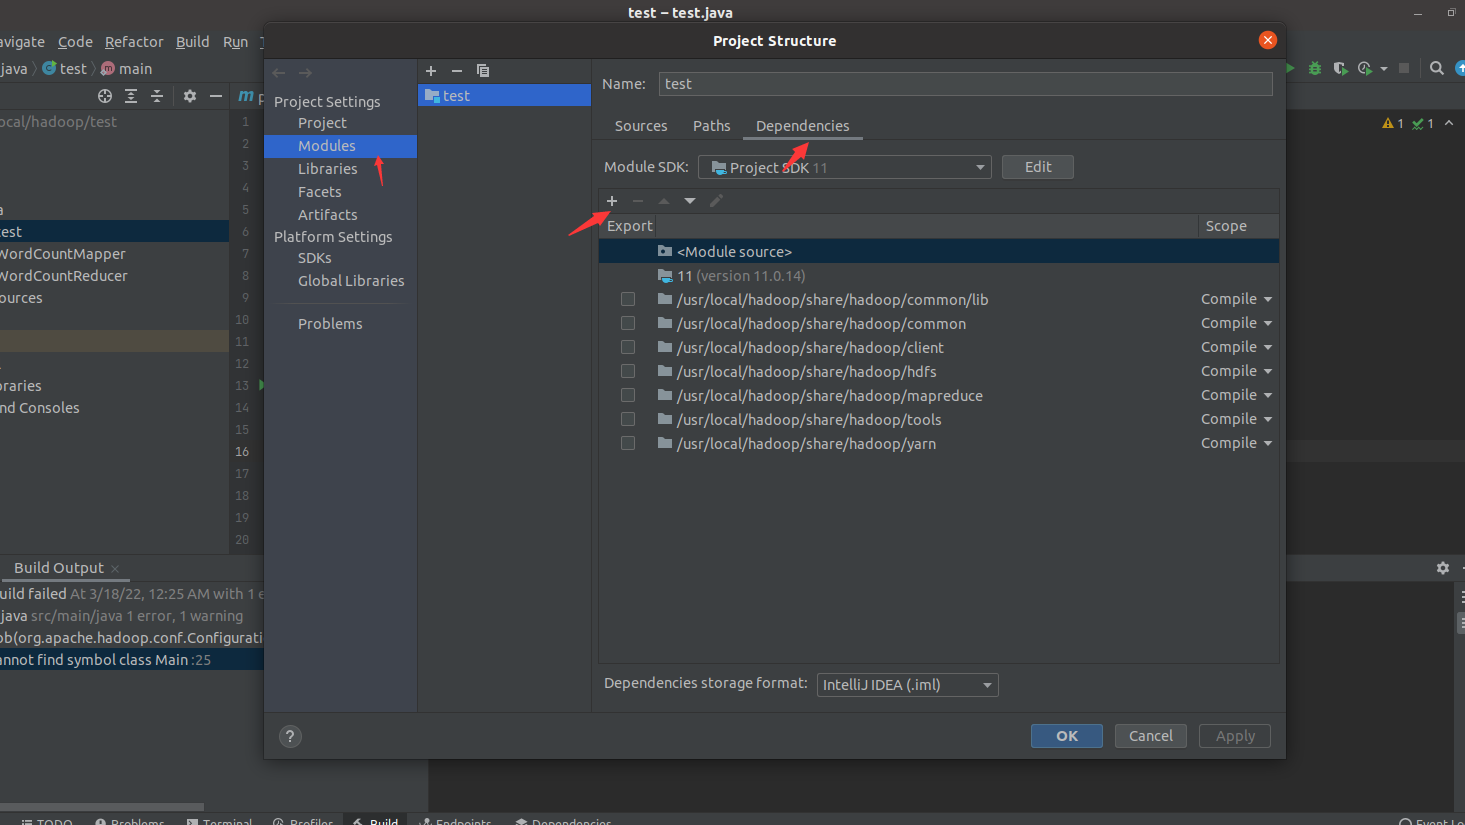 test – test.java
avigate Code Refactor Build Run
java test main
Project Structure
ocal/hadoop/test
Project Settings
Project
Modules
Libraries
Facets
Artifacts
Platform Settings
SDKs
Global Libraries
Problems
test
Name: test
Sources Paths Dependencies
Module SDK: Project SDK 11 Edit
Export Scope
<Module source>
11 (version 11.0.14)
/usr/local/hadoop/share/hadoop/common/lib Compile
/usr/local/hadoop/share/hadoop/common Compile
/usr/local/hadoop/share/hadoop/client Compile
/usr/local/hadoop/share/hadoop/hdfs Compile
/usr/local/hadoop/share/hadoop/mapreduce Compile
/usr/local/hadoop/share/hadoop/tools Compile
/usr/local/hadoop/share/hadoop/yarn Compile
Dependencies storage format: IntelliJ IDEA (.iml)
? OK Cancel Apply
a
est
WordCountMapper
WordCountReducer
ources
raries
nd Consoles
m p
1
2
3
4
5
6
7
8
9
10
11
12
13
14
15
16
17
18
19
20
1 1
Build Output
uild failed At 3/18/22, 12:25 AM with 1 e
java src/main/java 1 error, 1 warning
ob(org.apache.hadoop.conf.Configurati
annot find symbol class Main :25
TODO Problems Terminal Profiler Build Endpoints Dependencies Event Lo